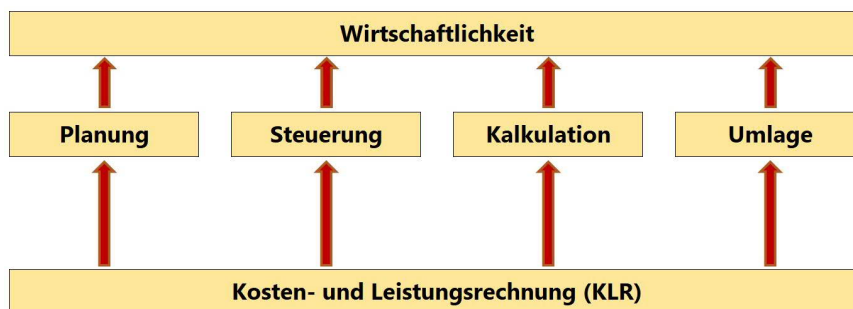 Wirtschaftlichkeit
Planung
Steuerung
Kalkulation
Umlage
Kosten- und Leistungsrechnung (KLR)